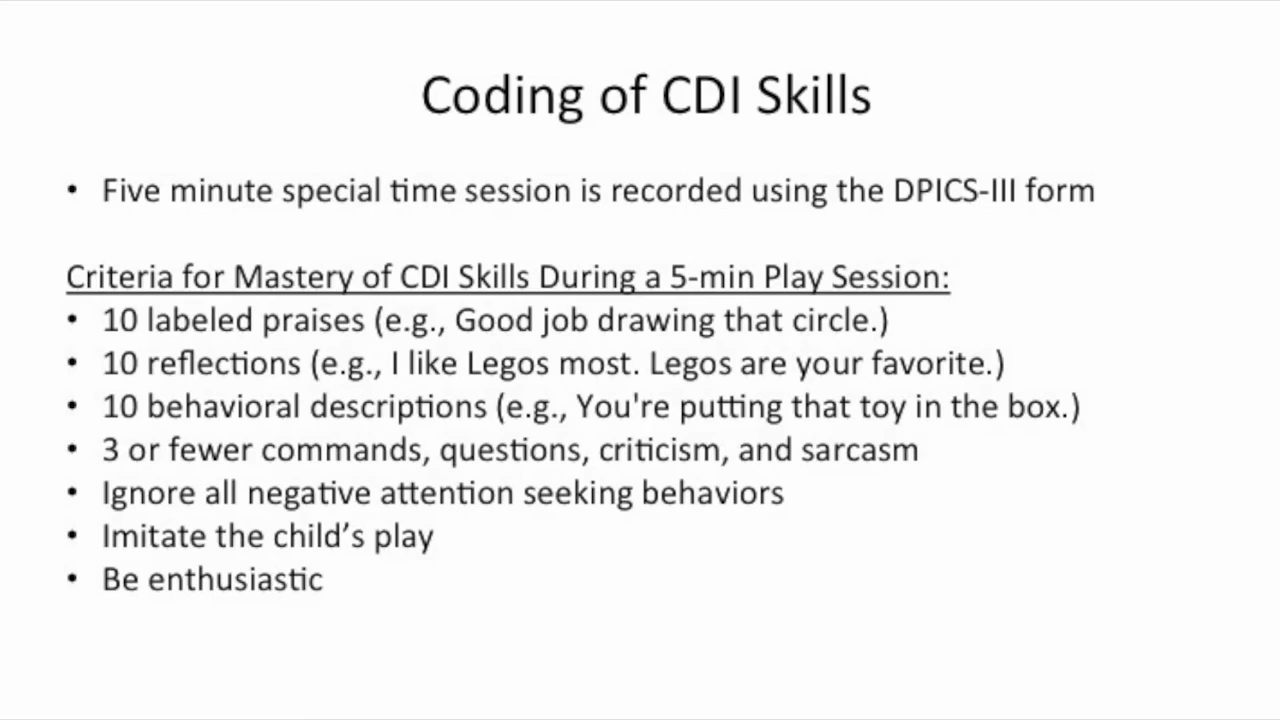 Coding of CDI Skills
• Five minute special time session is recorded using the DPICS-III form
Criteria for Mastery of CDI Skills During a 5-min Play Session:
• 10 labeled praises (e.g., Good job drawing that circle.)
• 10 reflections (e.g., I like Legos most. Legos are your favorite.)
• 10 behavioral descriptions (e.g., You're putting that toy in the box.)
• 3 or fewer commands, questions, criticism, and sarcasm
• Ignore all negative attention seeking behaviors
• Imitate the child’s play
• Be enthusiastic